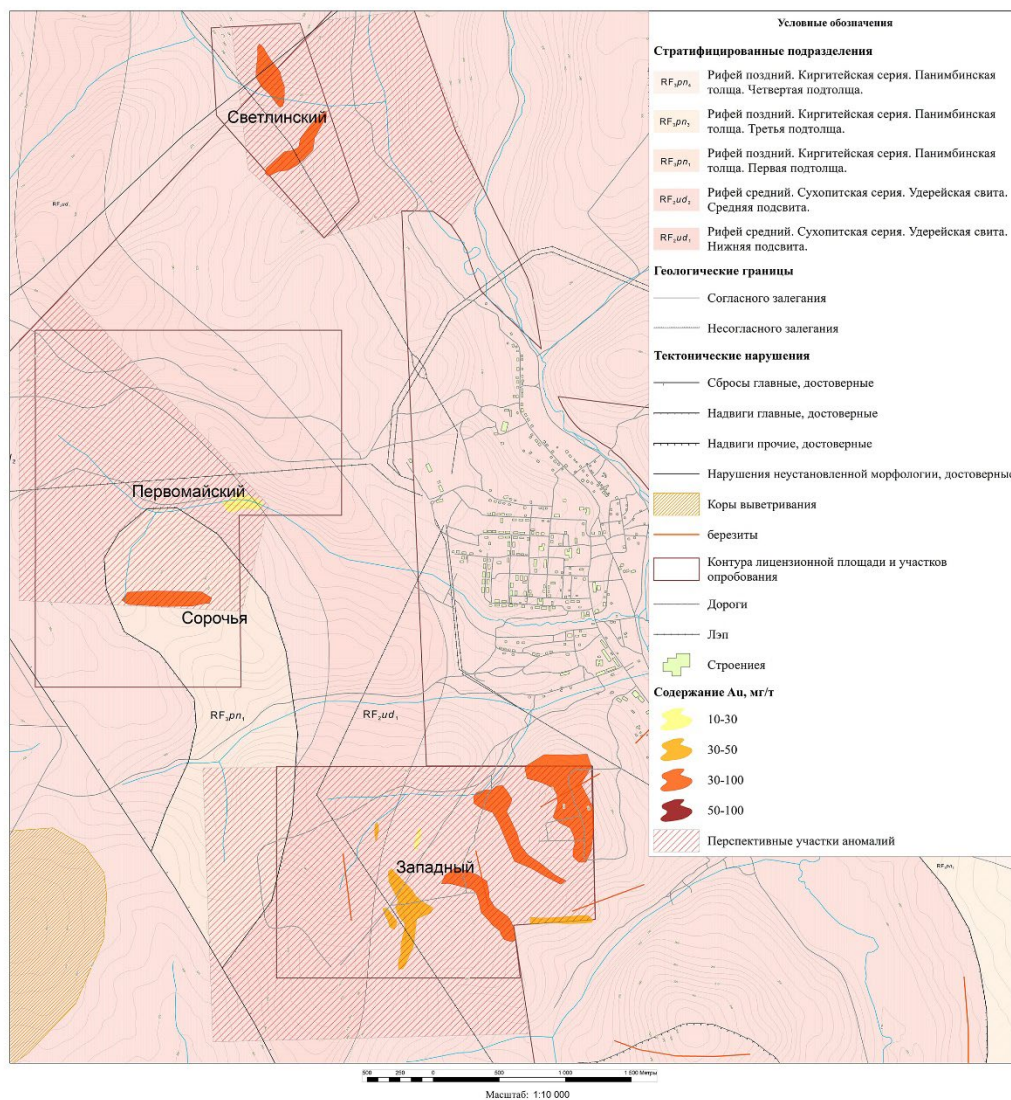 Условные обозначения
Стратифицированные подразделения
RF₃pn₄ Рифей поздний. Киргитейская серия. Панимбинская
толща. Четвертая подтолща.
RF₃pn₃ Рифей поздний. Киргитейская серия. Панимбинская
толща. Третья подтолща.
RF₃pn₁ Рифей поздний. Киргитейская серия. Панимбинская
толща. Первая подтолща.
RF₂ud₂ Рифей средний. Сухопитская серия. Удерейская свита.
Средняя подсвита.
RF₂ud₁ Рифей средний. Сухопитская серия. Удерейская свита.
Нижняя подсвита.
Геологические границы
Согласного залегания
Несогласного залегания
Тектонические нарушения
Сбросы главные, достоверные
Надвиги главные, достоверные
Надвиги прочие, достоверные
Нарушения неустановленной морфологии, достоверные
Коры выветривания
березиты
Контура лицензионной площади и участков
опробования
Дороги
Лэп
Строениея
Содержание Au, мг/т
10-30
30-50
30-100
50-100
Перспективные участки аномалий
Светлинский
Первомайский
Сорочья
RF₃pn₁
RF₂ud₁
Западный
RF₃pn₁
500 250 0 500 1 000 1 500 Метры
Масштаб: 1:10 000